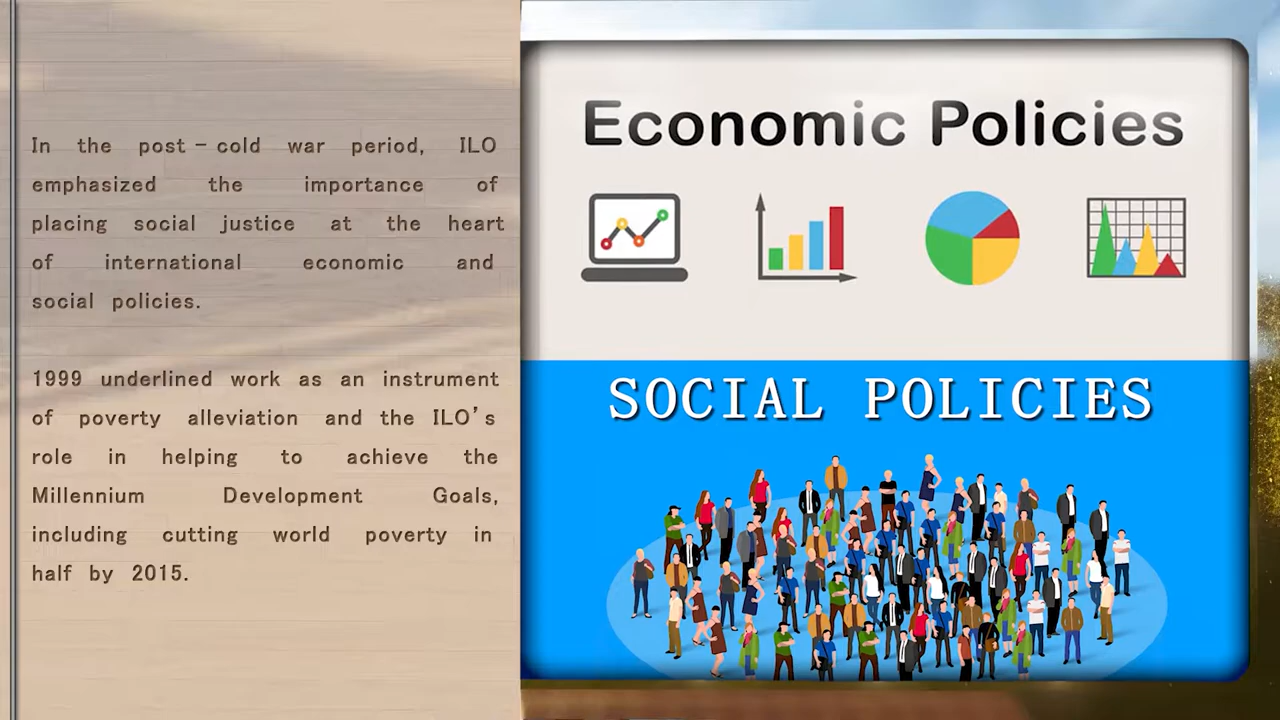 In the post-cold war period, ILO
emphasized the importance of
placing social justice at the heart
of international economic and
social policies.
1999 underlined work as an instrument
of poverty alleviation and the ILO's
role in helping to achieve the
Millennium Development Goals,
including cutting world poverty in
half by 2015.
Economic Policies
SOCIAL POLICIES